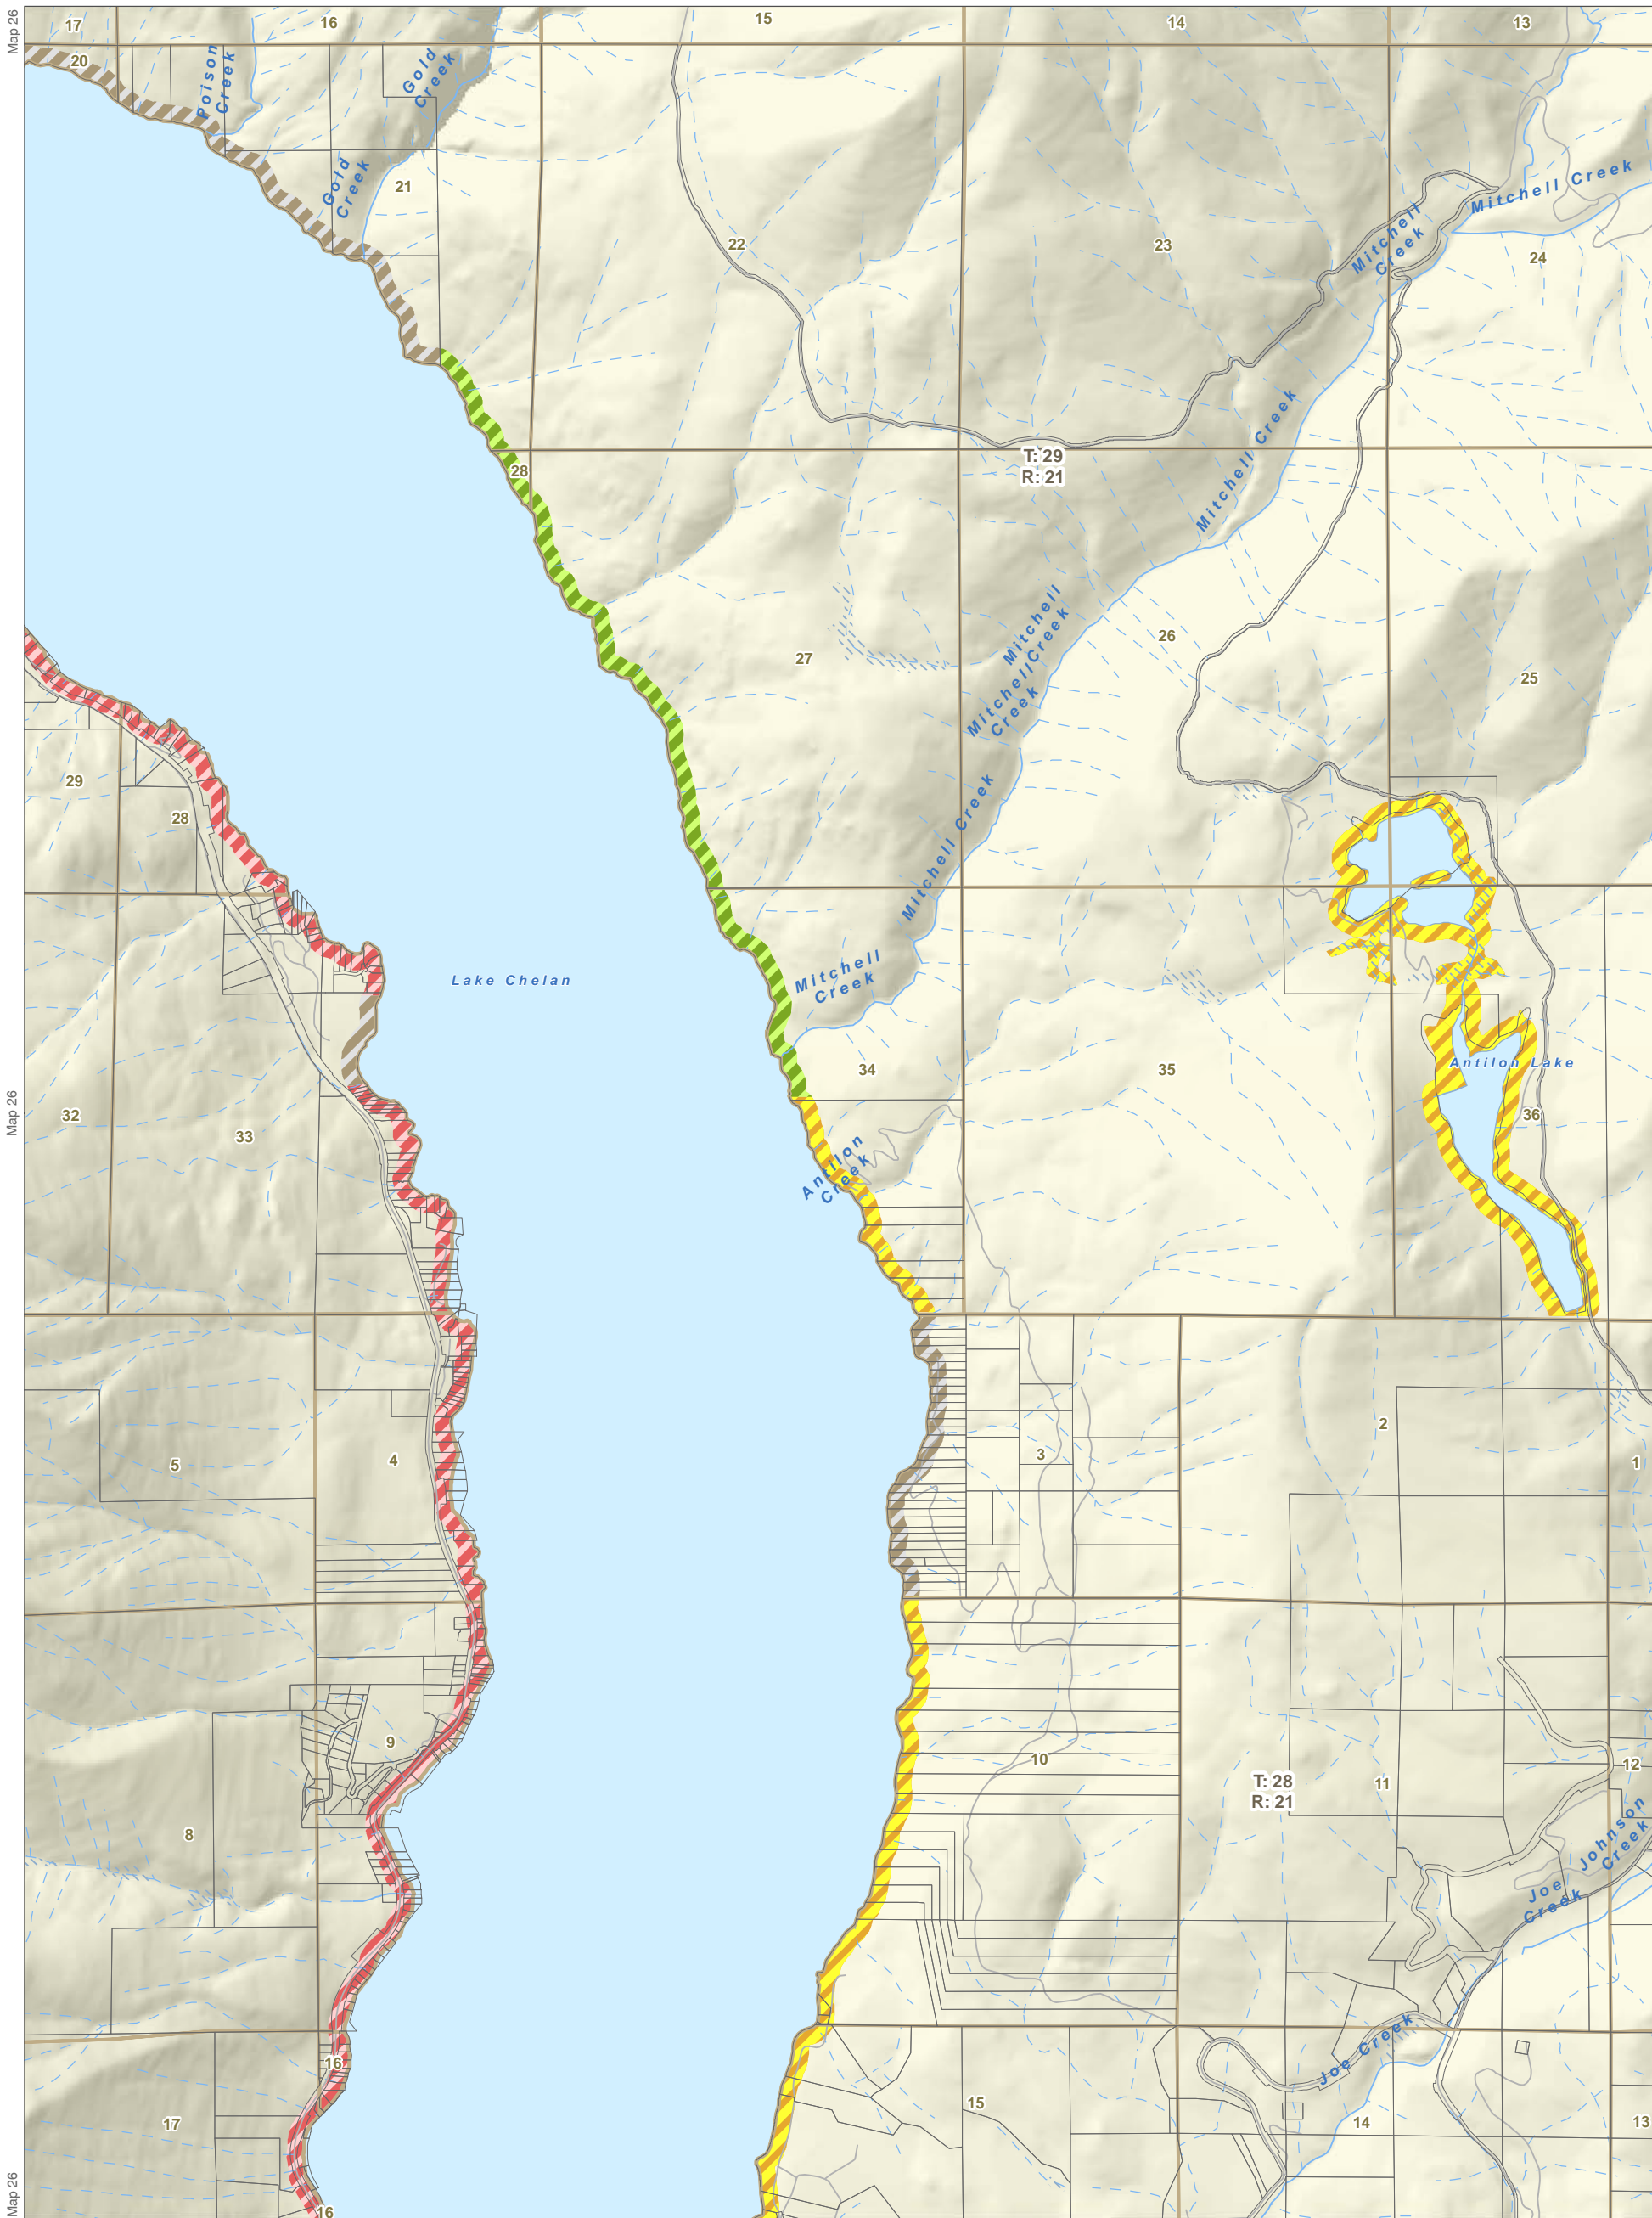 Map 26
17
16
15
14
13
20
Poison
Creek
Gold
Creek
Gold
Creek
21
22
23
24
Mitchell Creek
Mitchell
Creek
Mitchell Creek
28
T: 29
R: 21
27
26
25
Mitchell
Creek
Mitchell
Creek
Mitchell Creek
29
28
Lake Chelan
Mitchell
Creek
34
35
Antilon Lake
36
Map 26
32
33
Antilon
Creek
5
4
3
2
1
9
10
T: 28
R: 21
11
12
8
Johnson
Creek
Joe
Creek
Joe Creek
16
17
15
14
13
Map 26
16